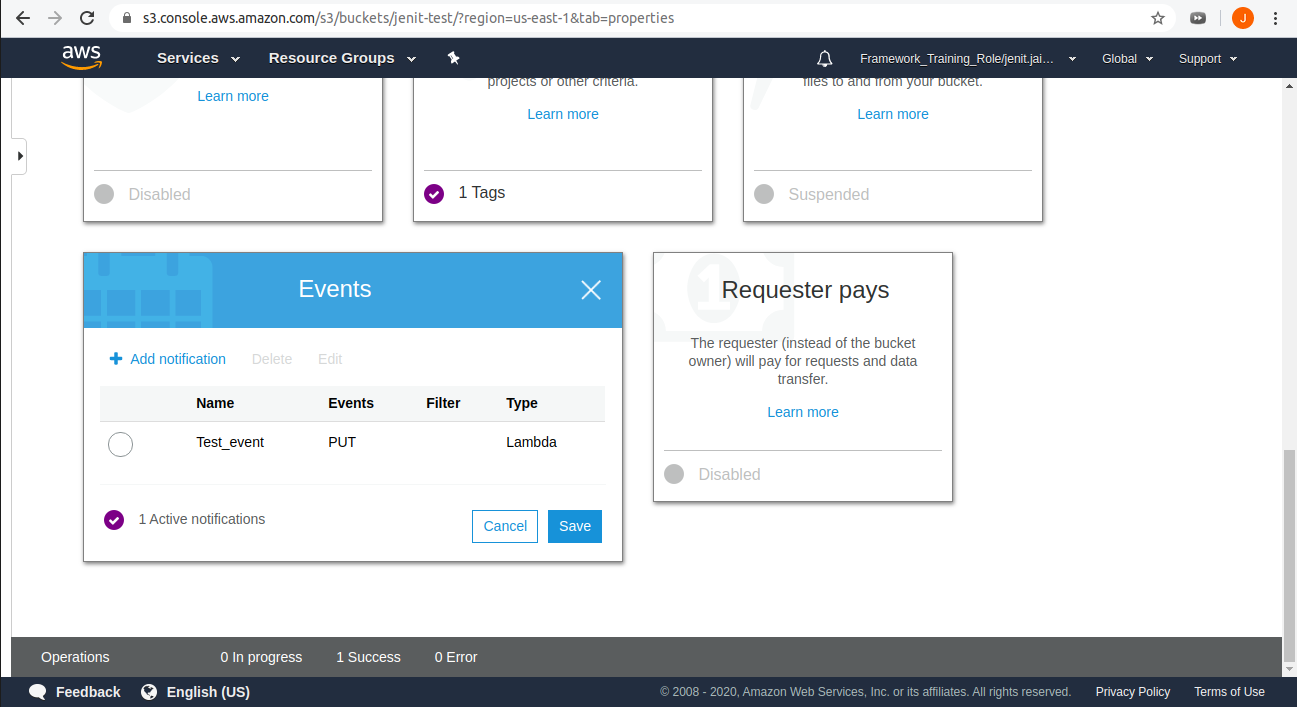 s3.console.aws.amazon.com/s3/buckets/jenit-test/?region=us-east-1&tab=properties
J
aws
Services
Resource Groups
Framework_Training_Role/jenit.jai...
Global
Support
Learn more
Disabled
projects or other criteria.
Learn more
1 Tags
files to and from your bucket.
Learn more
Suspended
Events
Add notification Delete Edit
Name Events Filter Type
Test_event PUT Lambda
1 Active notifications
Cancel Save
Requester pays
The requester (instead of the bucket
owner) will pay for requests and data
transfer.
Learn more
Disabled
Operations 0 In progress 1 Success 0 Error
Feedback English (US) © 2008 - 2020, Amazon Web Services, Inc. or its affiliates. All rights reserved. Privacy Policy Terms of Use